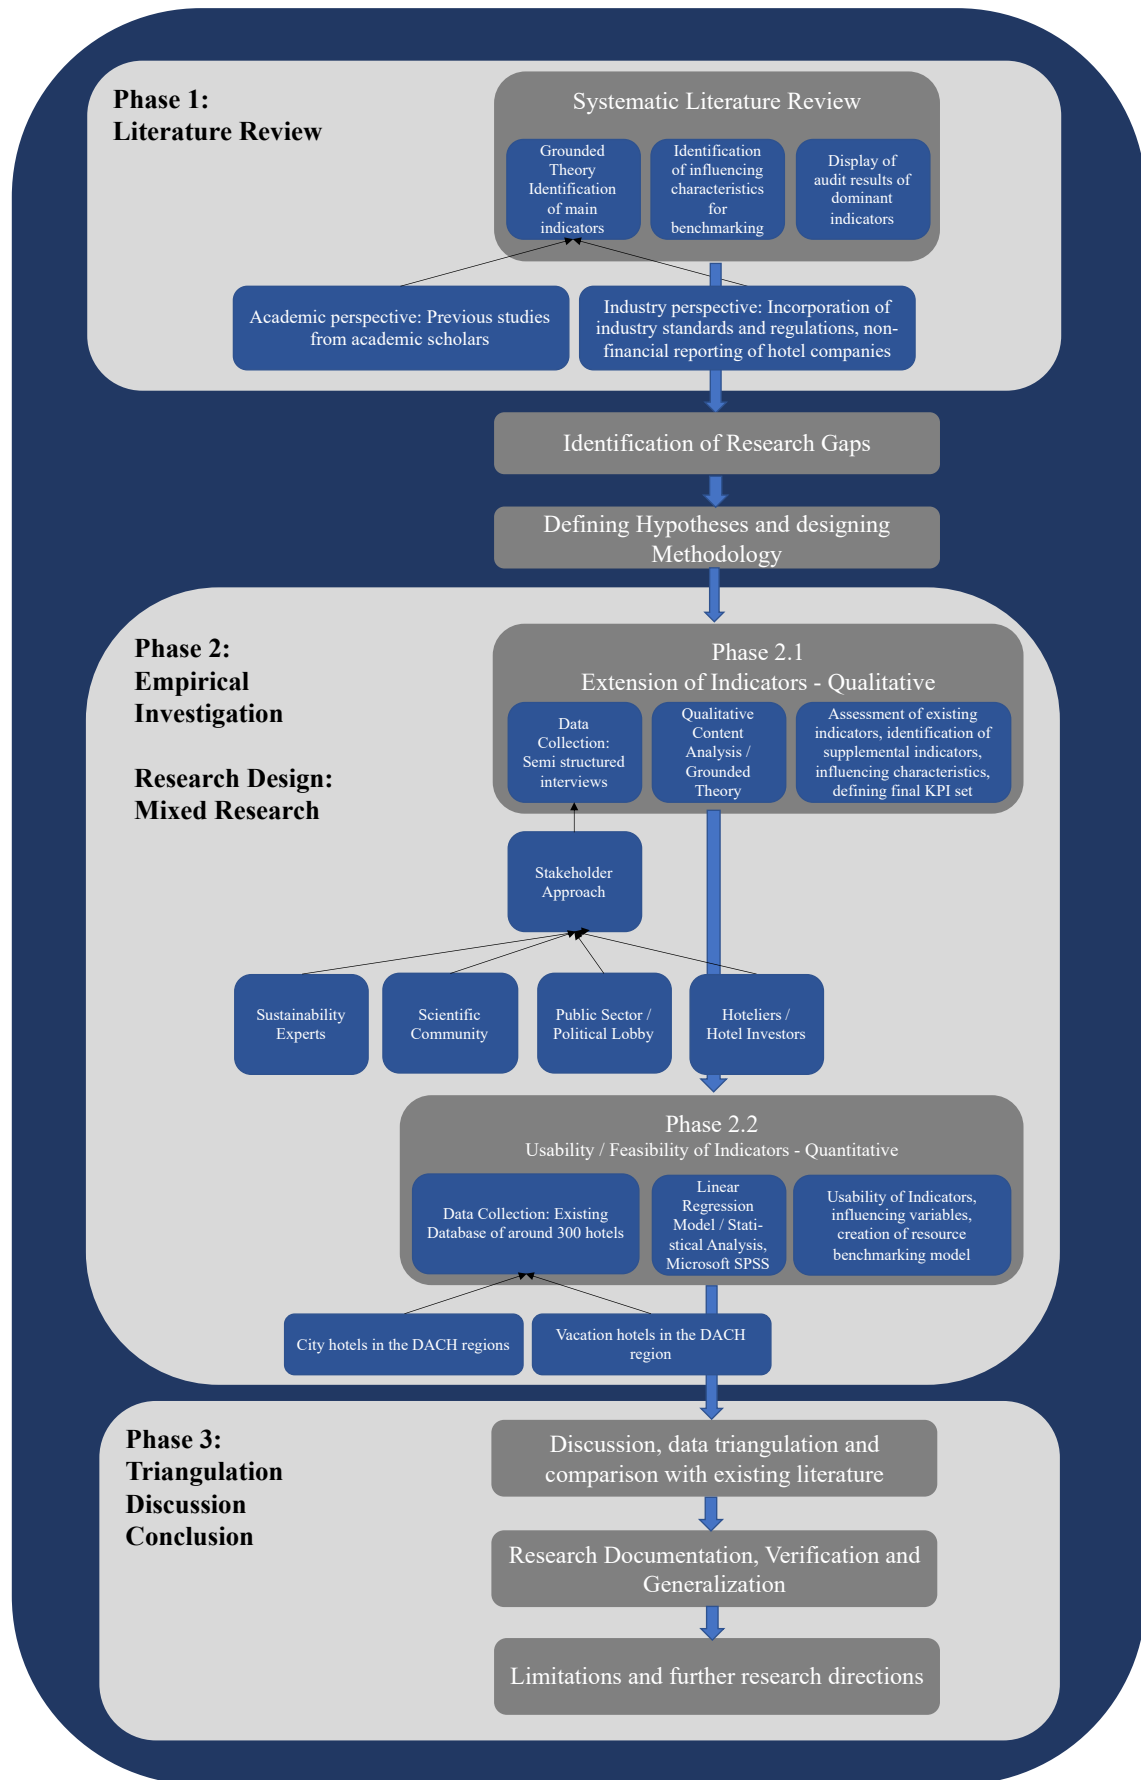 Phase 1:
Literature Review
Systematic Literature Review
Grounded
Theory
Identification
of main
indicators
Identification
of influencing
characteristics
for
benchmarking
Display of
audit results of
dominant
indicators
Academic perspective: Previous studies
from academic scholars
Industry perspective: Incorporation of
industry standards and regulations, non-
financial reporting of hotel companies
Identification of Research Gaps
Defining Hypotheses and designing
Methodology
Phase 2:
Empirical
Investigation
Research Design:
Mixed Research
Phase 2.1
Extension of Indicators - Qualitative
Data
Collection:
Semi structured
interviews
Qualitative
Content
Analysis /
Grounded
Theory
Assessment of existing
indicators, identification of
supplemental indicators,
influencing characteristics,
defining final KPI set
Stakeholder
Approach
Sustainability
Experts
Scientific
Community
Public Sector /
Political Lobby
Hoteliers /
Hotel Investors
Phase 2.2
Usability / Feasibility of Indicators - Quantitative
Data Collection: Existing
Database of around 300 hotels
Linear
Regression
Model / Stati-
stical Analysis,
Microsoft SPSS
Usability of Indicators,
influencing variables,
creation of resource
benchmarking model
City hotels in the DACH regions
Vacation hotels in the DACH
region
Phase 3:
Triangulation
Discussion
Conclusion
Discussion, data triangulation and
comparison with existing literature
Research Documentation, Verification and
Generalization
Limitations and further research directions